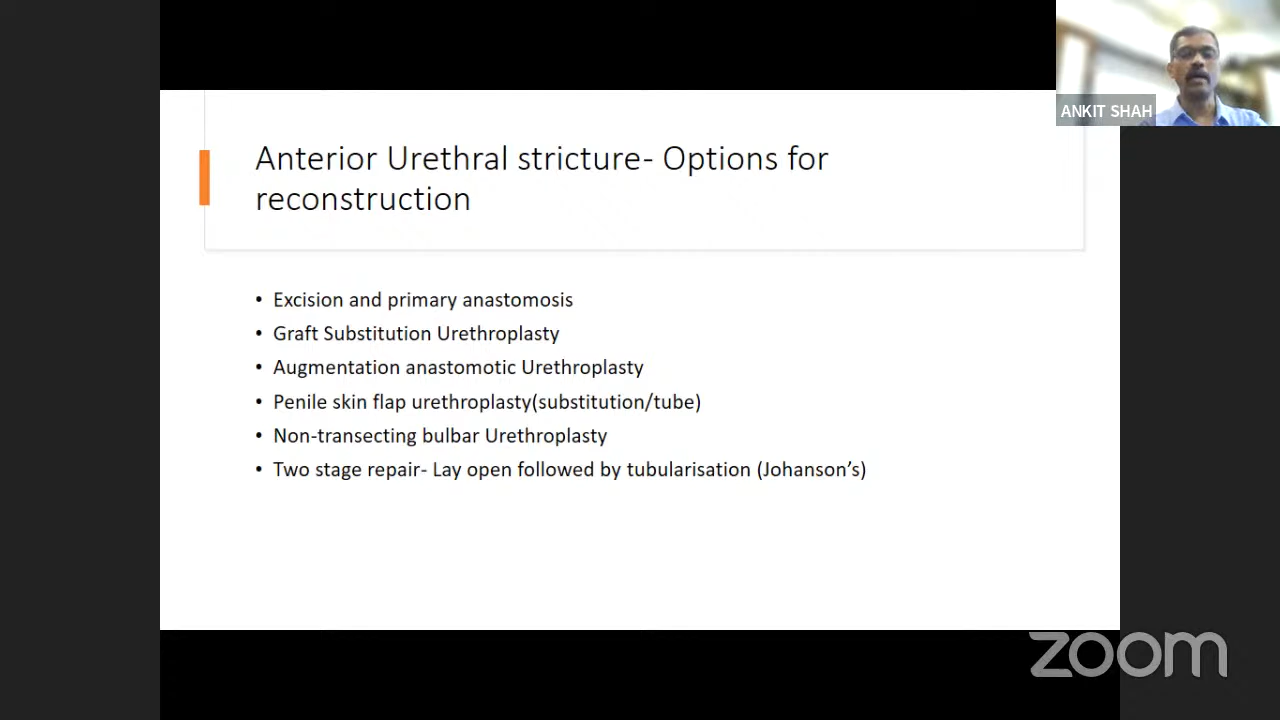 ANKIT SHAH
Anterior Urethral stricture- Options for
reconstruction
• Excision and primary anastomosis
• Graft Substitution Urethroplasty
• Augmentation anastomotic Urethroplasty
• Penile skin flap urethroplasty(substitution/tube)
• Non-transecting bulbar Urethroplasty
• Two stage repair- Lay open followed by tubularisation (Johanson’s)
zoom